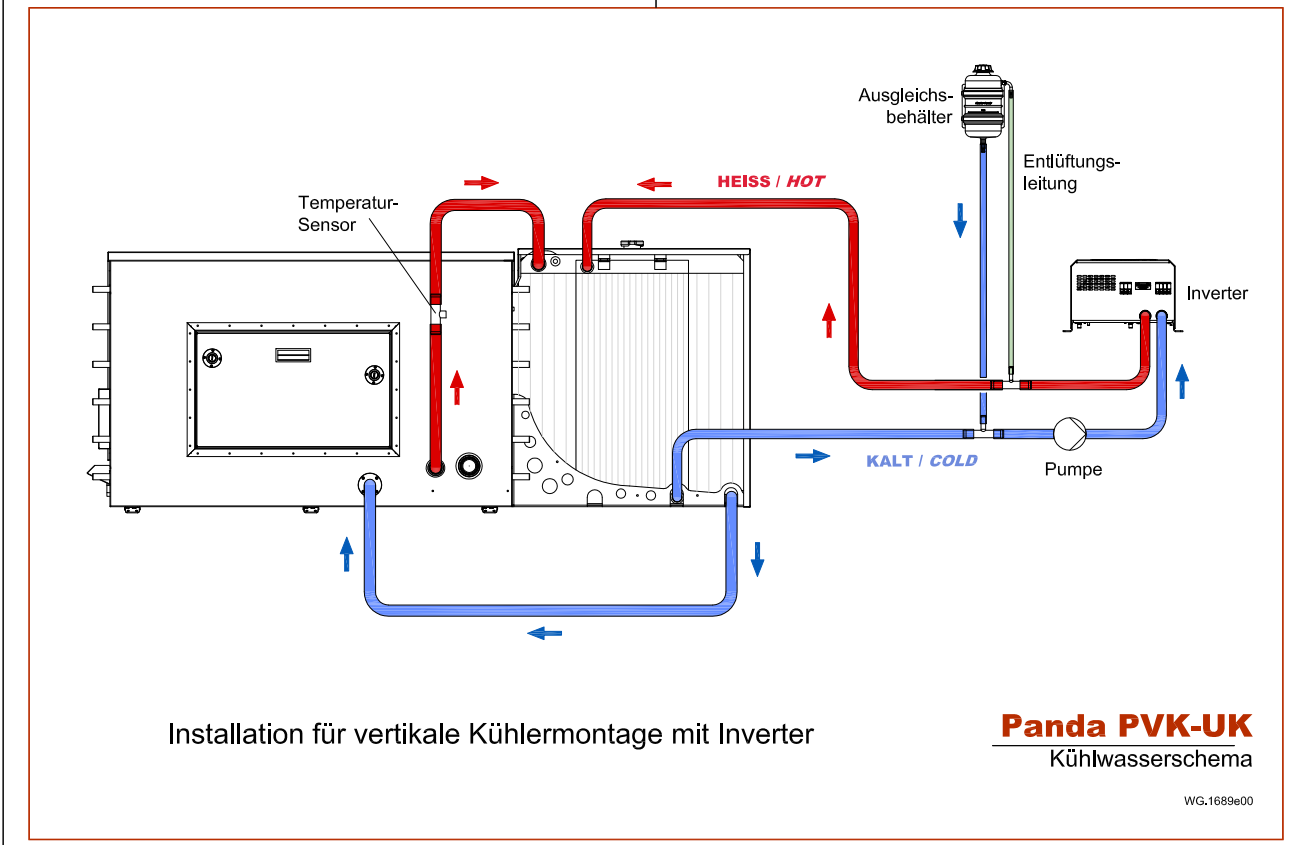 Ausgleichs-
behälter
Entlüftungs-
leitung
HEISS / HOT
Temperatur-
Sensor
Inverter
KALT / COLD
Pumpe
Installation für vertikale Kühlermontage mit Inverter
Panda PVK-UK
Kühlwasserschema
WG.1689e00